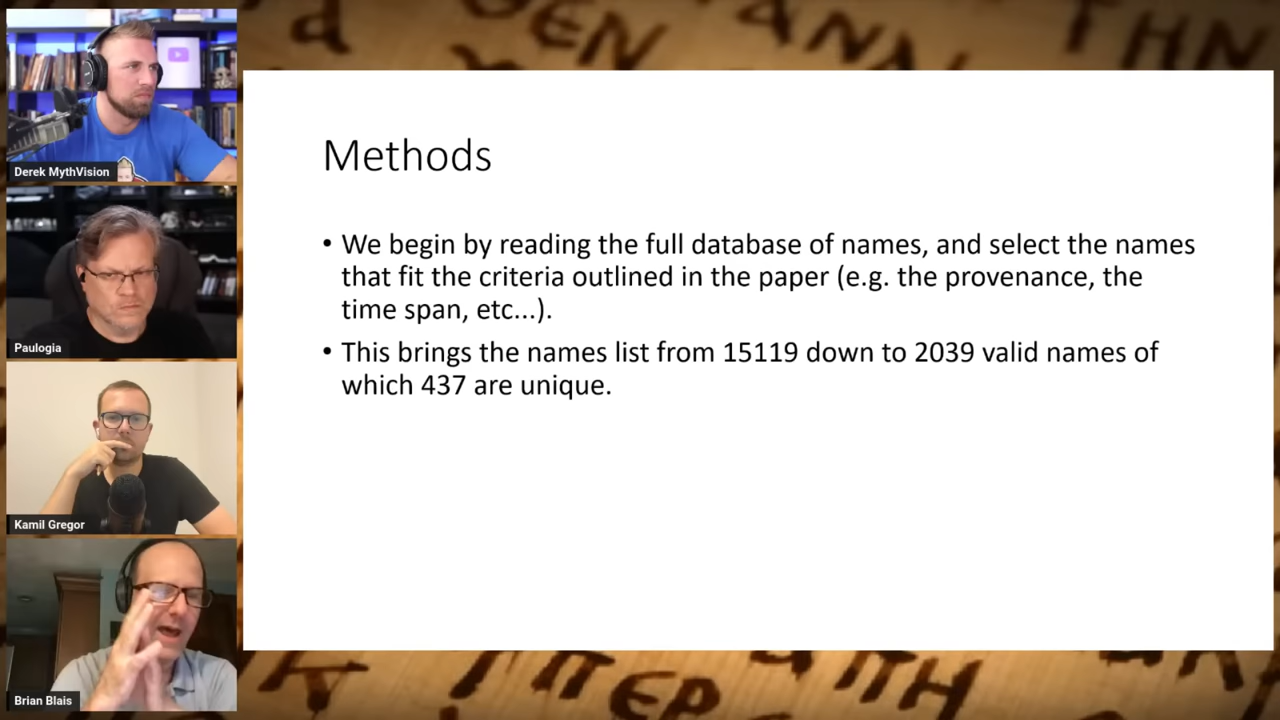 Derek MythVision
Paulogia
Kamil Gregor
Brian Blais
Methods
• We begin by reading the full database of names, and select the names
that fit the criteria outlined in the paper (e.g. the provenance, the
time span, etc...).
• This brings the names list from 15119 down to 2039 valid names of
which 437 are unique.